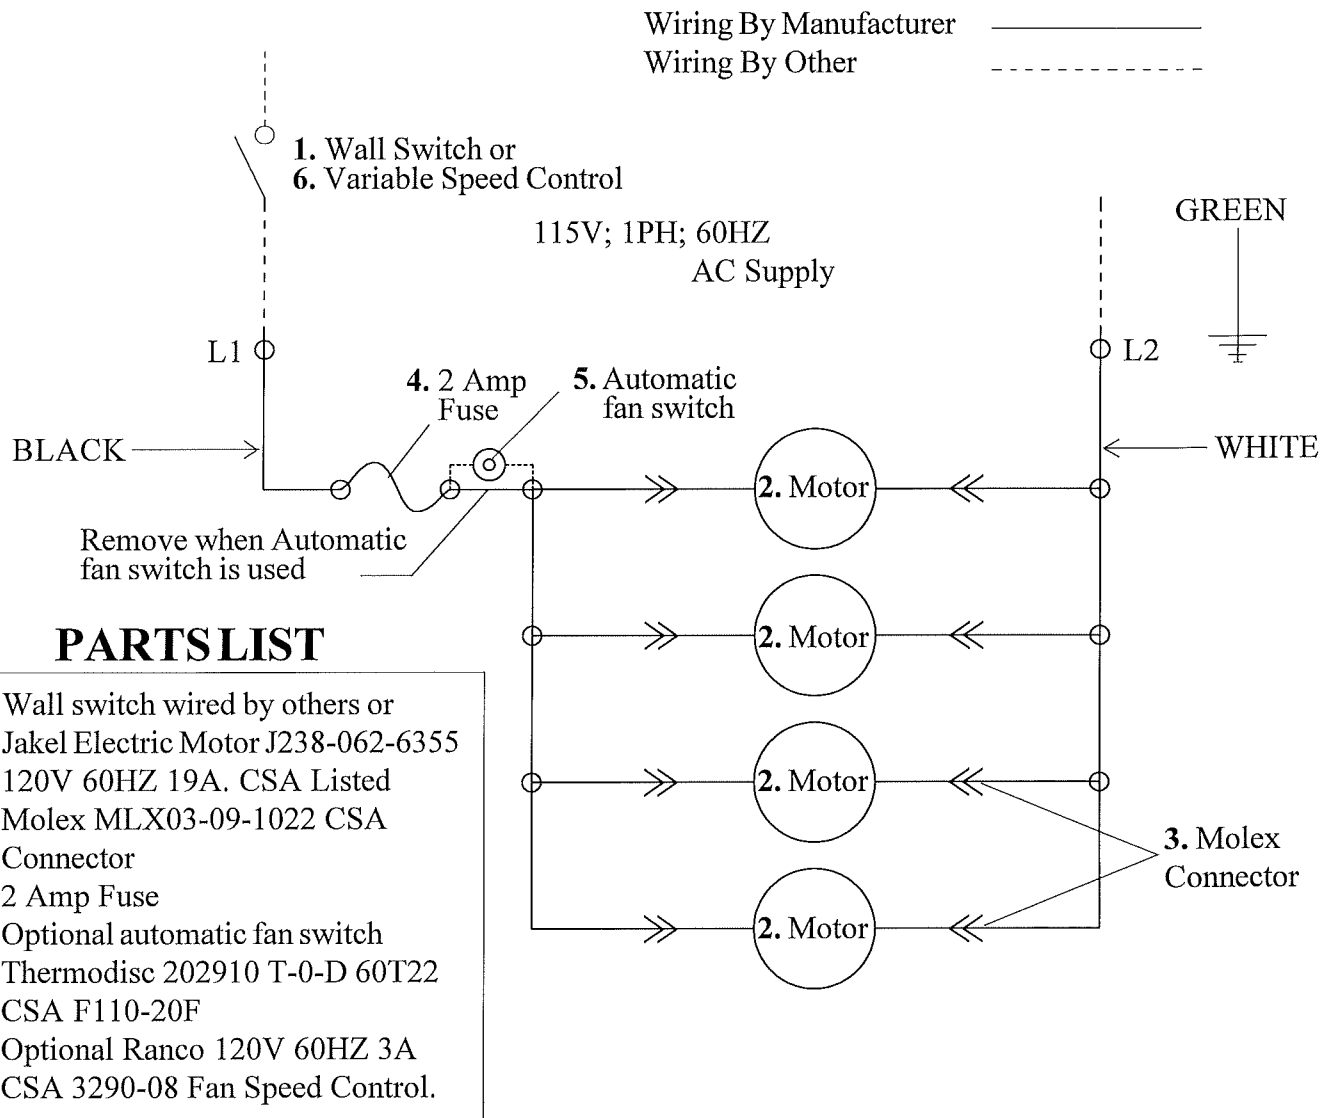 Wiring By Manufacturer
Wiring By Other
1. Wall Switch or
6. Variable Speed Control
115V; 1PH; 60HZ
AC Supply
GREEN
L1
L2
4. 2 Amp
Fuse
5. Automatic
fan switch
BLACK
WHITE
2. Motor
Remove when Automatic
fan switch is used
2. Motor
2. Motor
3. Molex
Connector
2. Motor
PARTS LIST
Wall switch wired by others or
Jakel Electric Motor J238-062-6355
120V 60HZ 19A. CSA Listed
Molex MLX03-09-1022 CSA
Connector
2 Amp Fuse
Optional automatic fan switch
Thermodisc 202910 T-0-D 60T22
CSA F110-20F
Optional Ranco 120V 60HZ 3A
CSA 3290-08 Fan Speed Control.